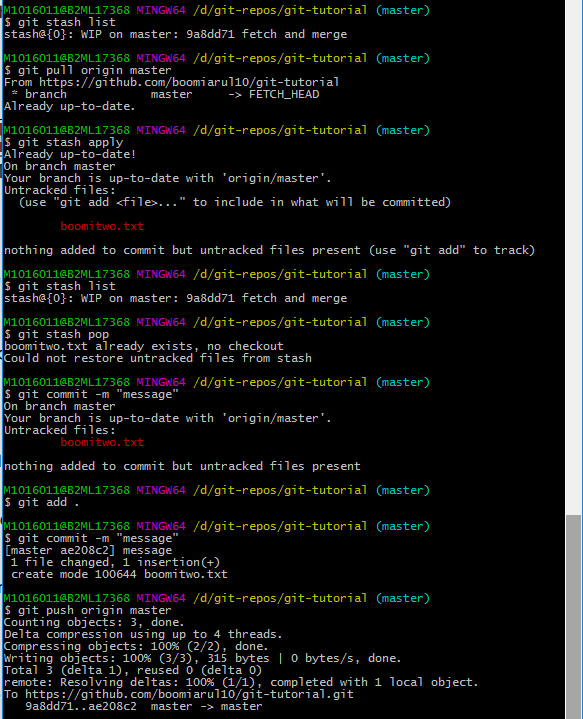 M1016011@B2ML17368 MINGW64 /d/git-repos/git-tutorial (master)
$ git stash list
stash@{0}: WIP on master: 9a8dd71 fetch and merge
M1016011@B2ML17368 MINGW64 /d/git-repos/git-tutorial (master)
$ git pull origin master
From https://github.com/boomiarul10/git-tutorial
 * branch            master     -> FETCH_HEAD
Already up-to-date.
M1016011@B2ML17368 MINGW64 /d/git-repos/git-tutorial (master)
$ git stash apply
Already up-to-date!
On branch master
Your branch is up-to-date with 'origin/master'.
Untracked files:
  (use "git add <file>..." to include in what will be committed)
        boomitwo.txt
nothing added to commit but untracked files present (use "git add" to track)
M1016011@B2ML17368 MINGW64 /d/git-repos/git-tutorial (master)
$ git stash list
stash@{0}: WIP on master: 9a8dd71 fetch and merge
M1016011@B2ML17368 MINGW64 /d/git-repos/git-tutorial (master)
$ git stash pop
boomitwo.txt already exists, no checkout
Could not restore untracked files from stash
M1016011@B2ML17368 MINGW64 /d/git-repos/git-tutorial (master)
$ git commit -m "message"
On branch master
Your branch is up-to-date with 'origin/master'.
Untracked files:
        boomitwo.txt
nothing added to commit but untracked files present
M1016011@B2ML17368 MINGW64 /d/git-repos/git-tutorial (master)
$ git add .
M1016011@B2ML17368 MINGW64 /d/git-repos/git-tutorial (master)
$ git commit -m "message"
[master ae208c2] message
 1 file changed, 1 insertion(+)
 create mode 100644 boomitwo.txt
M1016011@B2ML17368 MINGW64 /d/git-repos/git-tutorial (master)
$ git push origin master
Counting objects: 3, done.
Delta compression using up to 4 threads.
Compressing objects: 100% (2/2), done.
Writing objects: 100% (3/3), 315 bytes | 0 bytes/s, done.
Total 3 (delta 1), reused 0 (delta 0)
remote: Resolving deltas: 100% (1/1), completed with 1 local object.
To https://github.com/boomiarul10/git-tutorial.git
   9a8dd71..ae208c2  master -> master